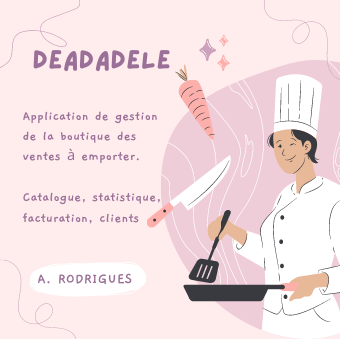 DEADADELE
Application de gestion
de la boutique des
ventes à emporter.
Catalogue, statistique,
facturation, clients
A. RODRIGUES